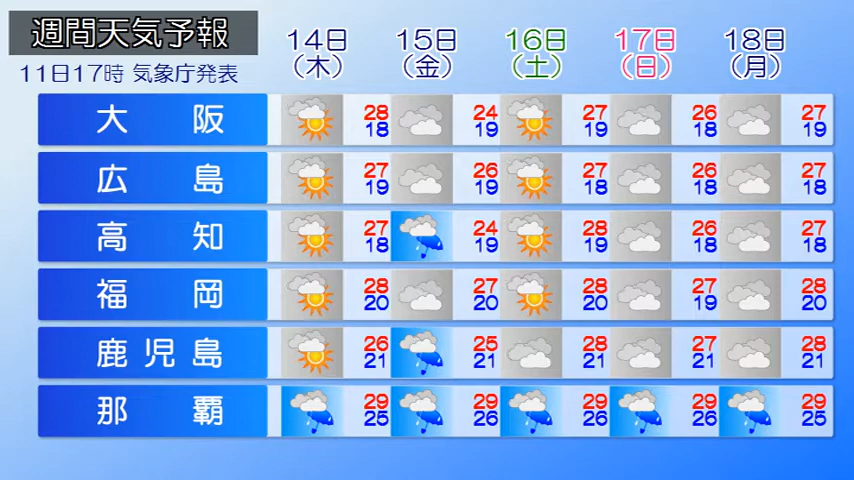 週間天気予報
11日17時 気象庁発表
14日 15日 16日 17日 18日
(木) (金) (土) (日) (月)
大阪 28 18 24 19 27 19 26 18 27 19
広島 27 19 26 19 27 18 26 18 27 18
高知 27 18 24 19 28 19 26 18 27 18
福岡 28 20 27 20 28 20 27 19 28 20
鹿児島 26 21 25 21 28 21 27 21 28 21
那覇 29 25 29 26 29 26 29 26 29 25